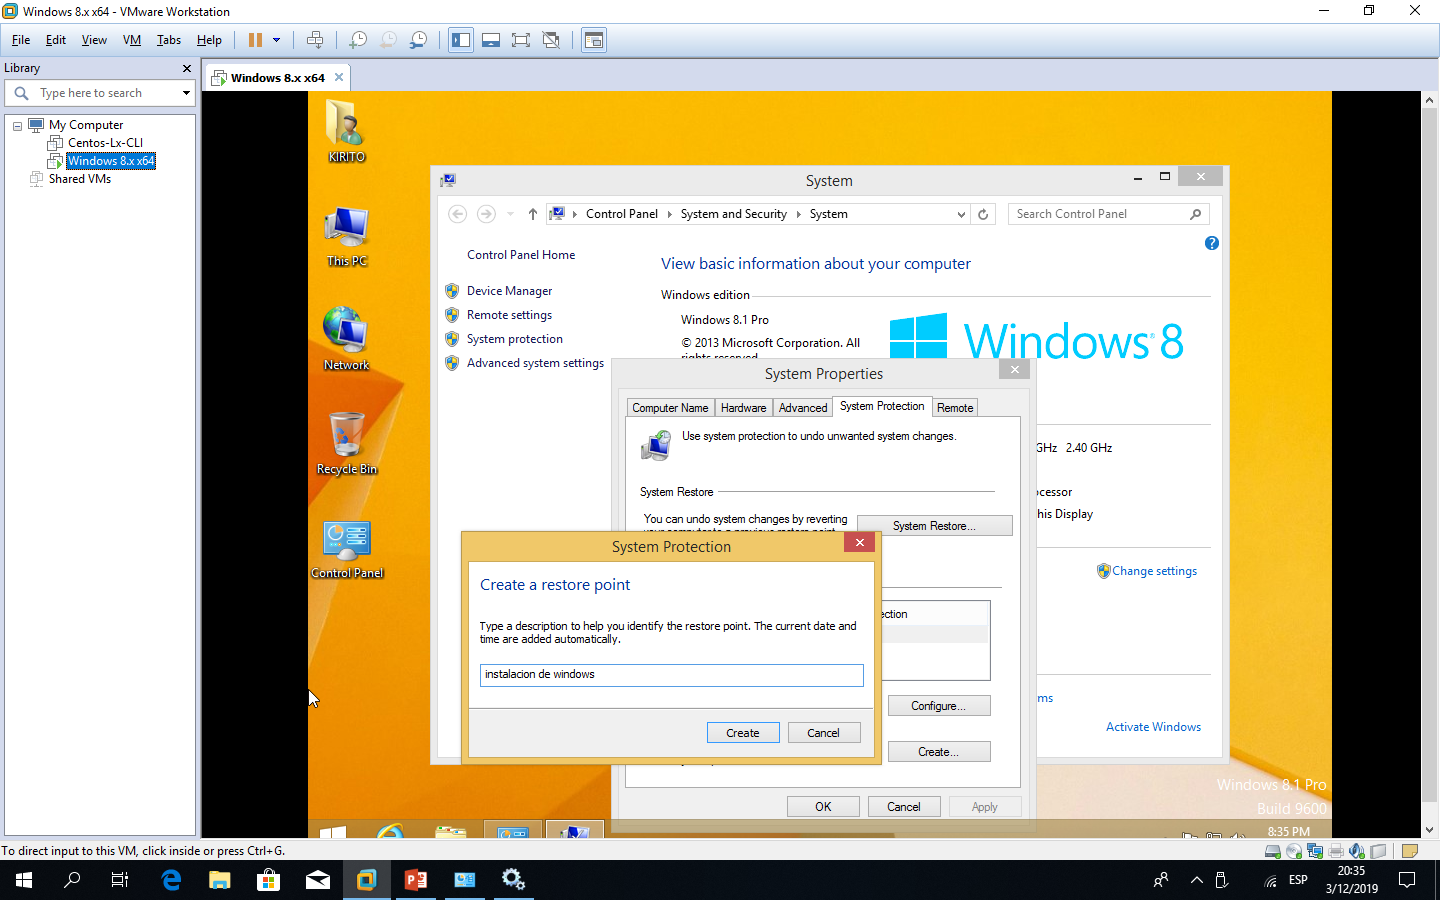 Windows 8.x x64 - VMware Workstation
File Edit View VM Tabs Help
Library
Windows 8.x x64
Type here to search
My Computer
Centos-Lx-CLI
Windows 8.x x64
Shared VMs
KIRITO
This PC
Network
Recycle Bin
Control Panel
System
Control Panel System and Security System
Search Control Panel
Control Panel Home
Device Manager
Remote settings
System protection
Advanced system settings
View basic information about your computer
Windows edition
Windows 8.1 Pro
© 2013 Microsoft Corporation. All
rights reserved.
Windows 8
GHz 2.40 GHz
Change settings
Activate Windows
System Properties
Computer Name Hardware Advanced System Protection Remote
Use system protection to undo unwanted system changes.
System Restore
You can undo system changes by reverting
your computer to a previous restore point.
System Restore...
Configure...
Create...
OK Cancel Apply
System Protection
Create a restore point
Type a description to help you identify the restore point. The current date and
time are added automatically.
instalacion de windows
Create Cancel
Windows 8.1 Pro
Build 9600
8:35 PM
To direct input to this VM, click inside or press Ctrl+G.
ESP
20:35
3/12/2019